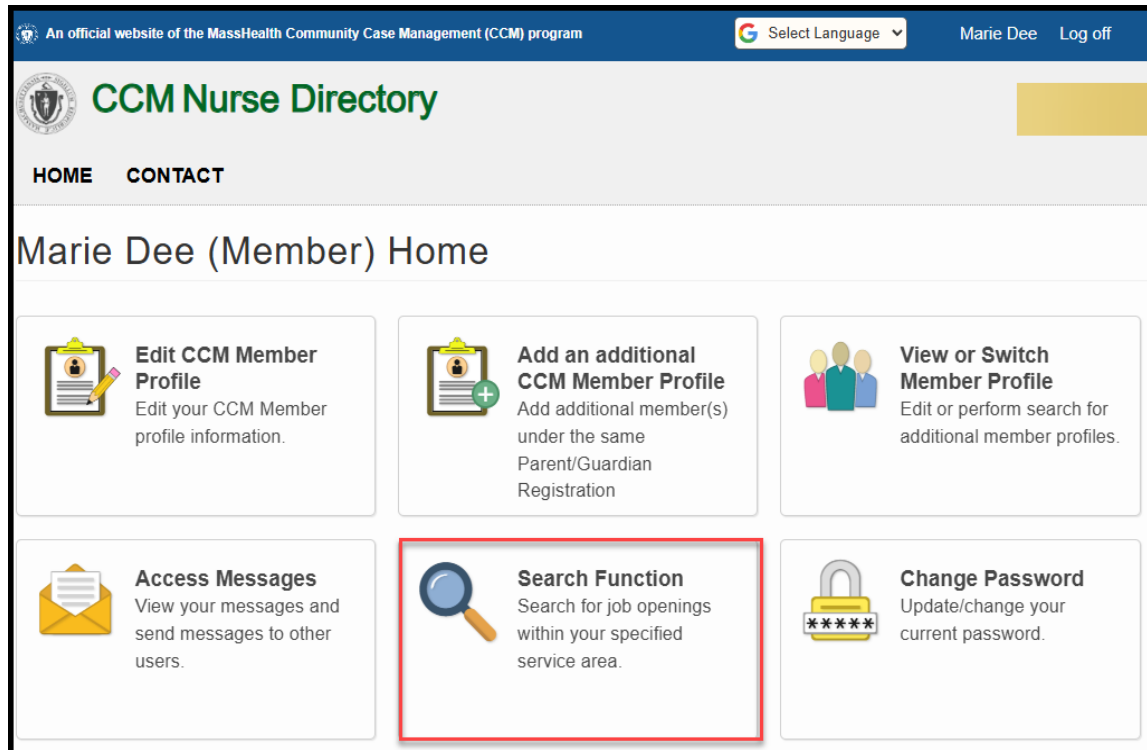 An official website of the MassHealth Community Case Management (CCM) program
Select Language
Marie Dee Log off
CCM Nurse Directory
HOME CONTACT
Marie Dee (Member) Home
Edit CCM Member
Profile
Edit your CCM Member
profile information.
Add an additional
CCM Member Profile
Add additional member(s)
under the same
Parent/Guardian
Registration
View or Switch
Member Profile
Edit or perform search for
additional member profiles.
Access Messages
View your messages and
send messages to other
users.
Search Function
Search for job openings
within your specified
service area.
*****
Change Password
Update/change your
current password.